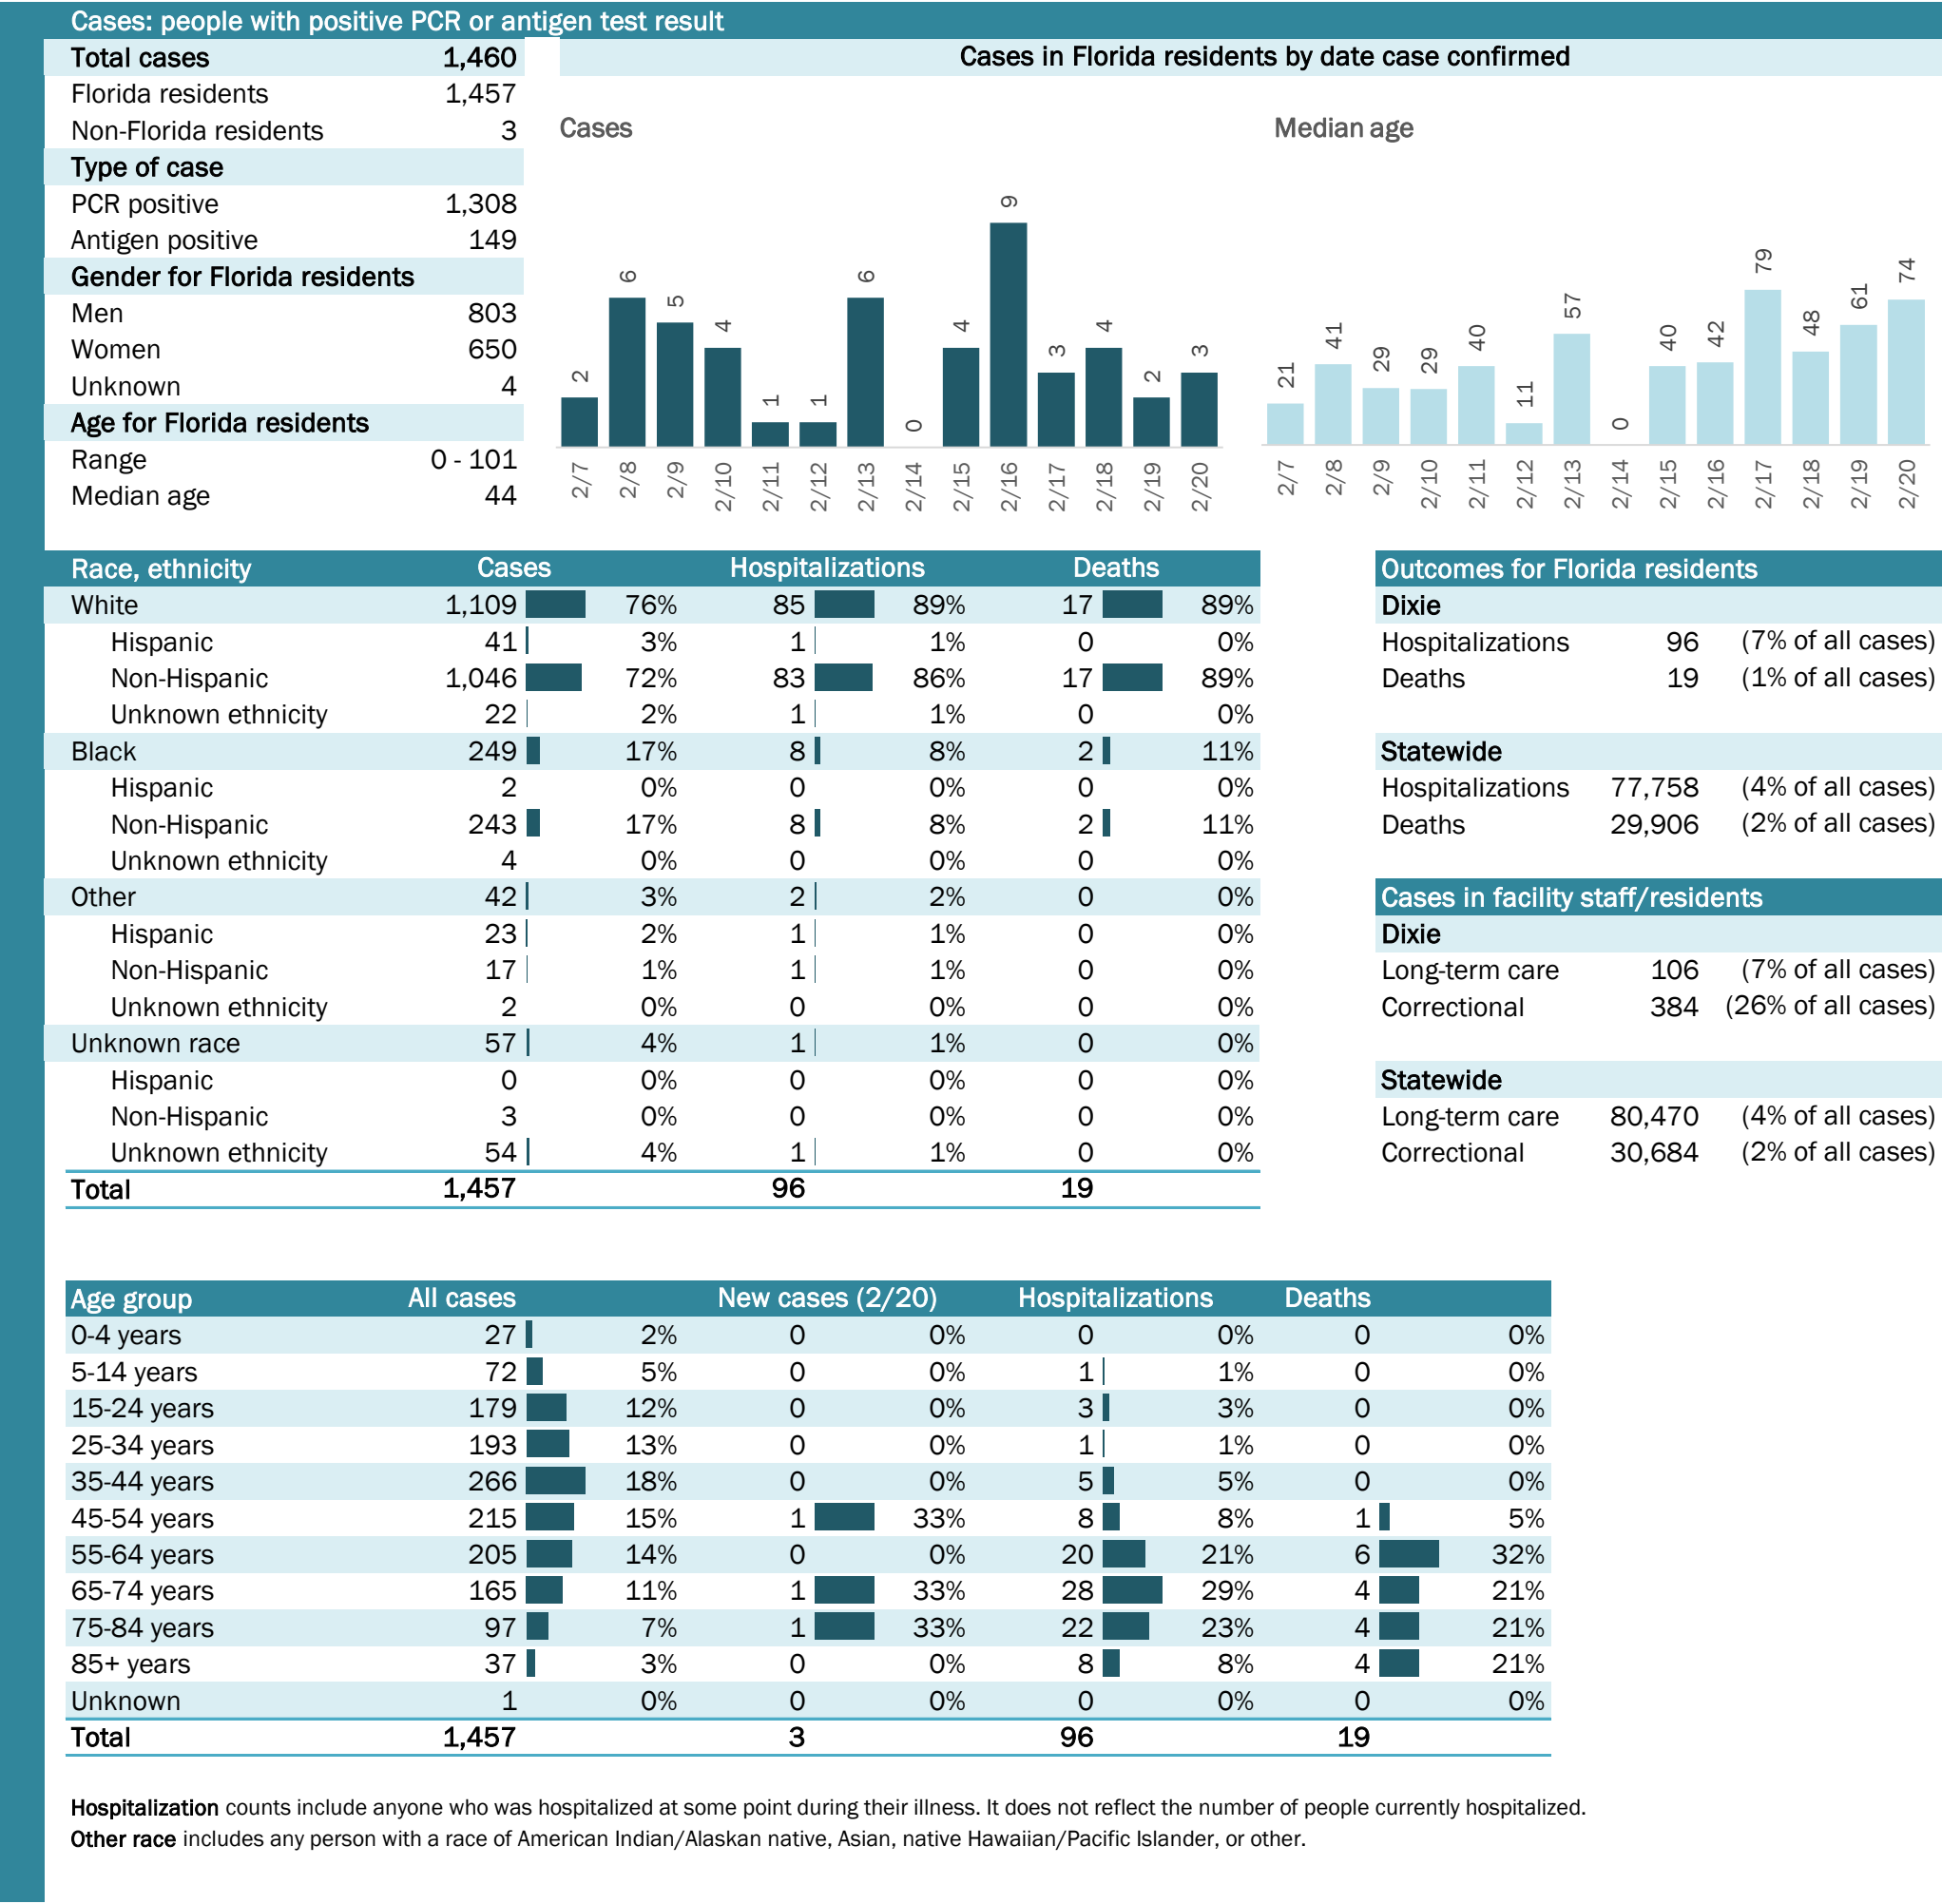 Cases: people with positive PCR or antigen test result
Total cases 1,460
Florida residents 1,457
Non-Florida residents 3
Type of case
PCR positive 1,308
Antigen positive 149
Gender for Florida residents
Men 803
Women 650
Unknown 4
Age for Florida residents
Range 0 - 101
Median age 44
Cases in Florida residents by date case confirmed
Cases
2 6 5 4 1 1 6 0 4 9 3 4 2 3
2/7 2/8 2/9 2/10 2/11 2/12 2/13 2/14 2/15 2/16 2/17 2/18 2/19 2/20
Median age
21 41 29 29 40 11 57 0 40 42 79 48 61 74
2/7 2/8 2/9 2/10 2/11 2/12 2/13 2/14 2/15 2/16 2/17 2/18 2/19 2/20
Race, ethnicity Cases Hospitalizations Deaths
White 1,109 76% 85 89% 17 89%
Hispanic 41 3% 1 1% 0 0%
Non-Hispanic 1,046 72% 83 86% 17 89%
Unknown ethnicity 22 2% 1 1% 0 0%
Black 249 17% 8 8% 2 11%
Hispanic 2 0% 0 0% 0 0%
Non-Hispanic 243 17% 8 8% 2 11%
Unknown ethnicity 4 0% 0 0% 0 0%
Other 42 3% 2 2% 0 0%
Hispanic 23 2% 1 1% 0 0%
Non-Hispanic 17 1% 1 1% 0 0%
Unknown ethnicity 2 0% 0 0% 0 0%
Unknown race 57 4% 1 1% 0 0%
Hispanic 0 0% 0 0% 0 0%
Non-Hispanic 3 0% 0 0% 0 0%
Unknown ethnicity 54 4% 1 1% 0 0%
Total 1,457 96 19
Outcomes for Florida residents
Dixie
Hospitalizations 96 (7% of all cases)
Deaths 19 (1% of all cases)
Statewide
Hospitalizations 77,758 (4% of all cases)
Deaths 29,906 (2% of all cases)
Cases in facility staff/residents
Dixie
Long-term care 106 (7% of all cases)
Correctional 384 (26% of all cases)
Statewide
Long-term care 80,470 (4% of all cases)
Correctional 30,684 (2% of all cases)
Age group All cases New cases (2/20) Hospitalizations Deaths
0-4 years 27 2% 0 0% 0 0% 0 0%
5-14 years 72 5% 0 0% 1 1% 0 0%
15-24 years 179 12% 0 0% 3 3% 0 0%
25-34 years 193 13% 0 0% 1 1% 0 0%
35-44 years 266 18% 0 0% 5 5% 0 0%
45-54 years 215 15% 1 33% 8 8% 1 5%
55-64 years 205 14% 0 0% 20 21% 6 32%
65-74 years 165 11% 1 33% 28 29% 4 21%
75-84 years 97 7% 1 33% 22 23% 4 21%
85+ years 37 3% 0 0% 8 8% 4 21%
Unknown 1 0% 0 0% 0 0% 0 0%
Total 1,457 3 96 19
Hospitalization counts include anyone who was hospitalized at some point during their illness. It does not reflect the number of people currently hospitalized.
Other race includes any person with a race of American Indian/Alaskan native, Asian, native Hawaiian/Pacific Islander, or other.